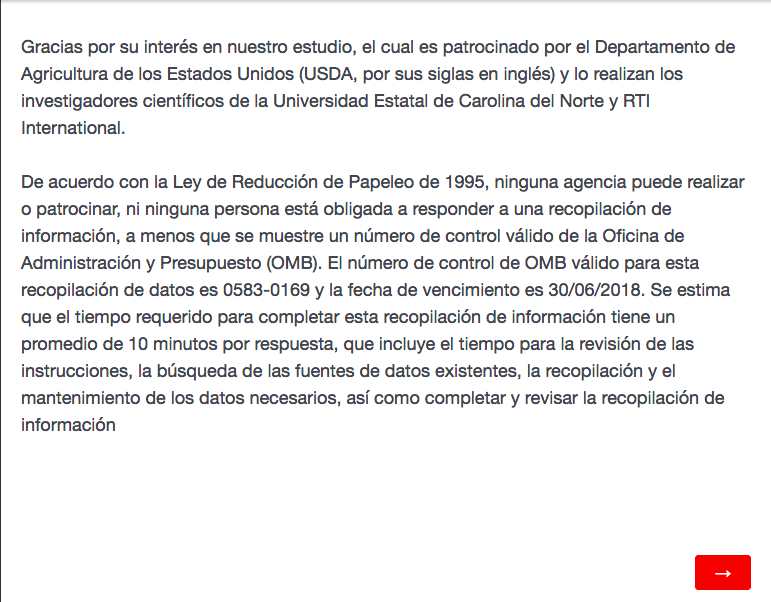 Gracias por su interés en nuestro estudio, el cual es patrocinado por el Departamento de
Agricultura de los Estados Unidos (USDA, por sus siglas en inglés) y lo realizan los
investigadores científicos de la Universidad Estatal de Carolina del Norte y RTI
International.
De acuerdo con la Ley de Reducción de Papeleo de 1995, ninguna agencia puede realizar
o patrocinar, ni ninguna persona está obligada a responder a una recopilación de
información, a menos que se muestre un número de control válido de la Oficina de
Administración y Presupuesto (OMB). El número de control de OMB válido para esta
recopilación de datos es 0583-0169 y la fecha de vencimiento es 30/06/2018. Se estima
que el tiempo requerido para completar esta recopilación de información tiene un
promedio de 10 minutos por respuesta, que incluye el tiempo para la revisión de las
instrucciones, la búsqueda de las fuentes de datos existentes, la recopilación y el
mantenimiento de los datos necesarios, así como completar y revisar la recopilación de
información
→